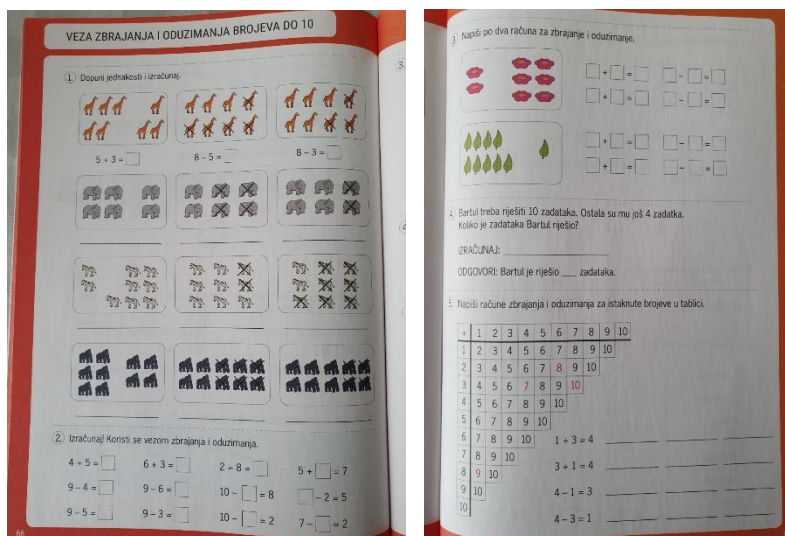 VEZA ZBRAJANJA I ODUZIMANJA BROJEVA DO 10
1. Dopuni jednakosti i izračunaj.
5 + 3 = 8 - 5 = 8 - 3 =
2. Izračunaj! Koristi se vezom zbrajanja i oduzimanja.
4 + 5 = 6 + 3 = 2 + 8 = 5 + = 7
9 - 4 = 9 - 6 = 10 - = 8 - 2 = 5
9 - 5 = 9 - 3 = 10 - = 2 7 - = 2
66
3.
4
3. Napiši po dva računa za zbrajanje i oduzimanje.
+ = - =
+ = - =
+ = - =
+ = - =
4. Bartul treba riješiti 10 zadataka. Ostala su mu još 4 zadatka.
Koliko je zadataka Bartul riješio?
IZRAČUNAJ:
ODGOVORI: Bartul je riješio ___ zadataka.
5. Napiši račune zbrajanja i oduzimanja za istaknute brojeve u tablici.
+ 1 2 3 4 5 6 7 8 9 10
1 2 3 4 5 6 7 8 9 10
2 3 4 5 6 7 8 9 10
3 4 5 6 7 8 9 10
4 5 6 7 8 9 10
5 6 7 8 9 10
6 7 8 9 10
7 8 9 10
8 9 10
9 10
10
1 + 3 = 4
3 + 1 = 4
4 - 1 = 3
4 - 3 = 1